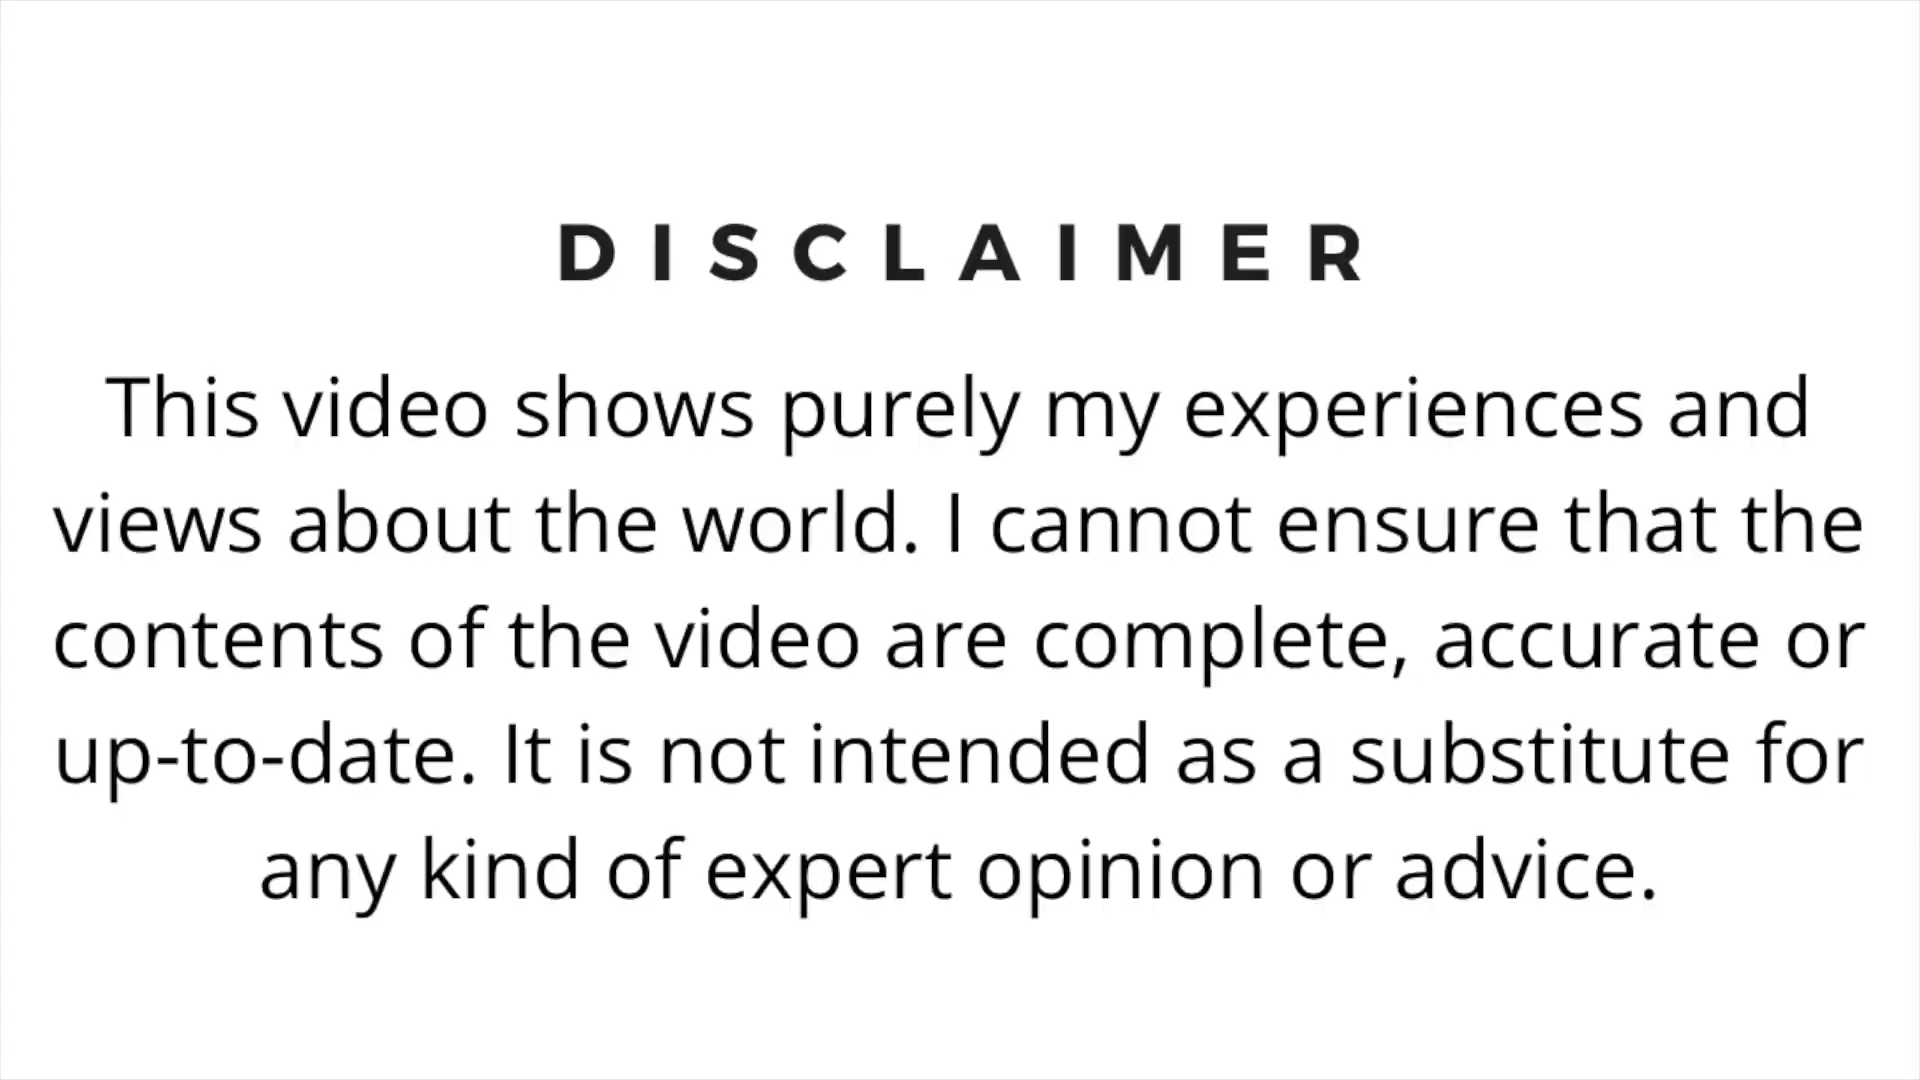 DISCLAIMER
This video shows purely my experiences and
views about the world. I cannot ensure that the
contents of the video are complete, accurate or
up-to-date. It is not intended as a substitute for
any kind of expert opinion or advice.